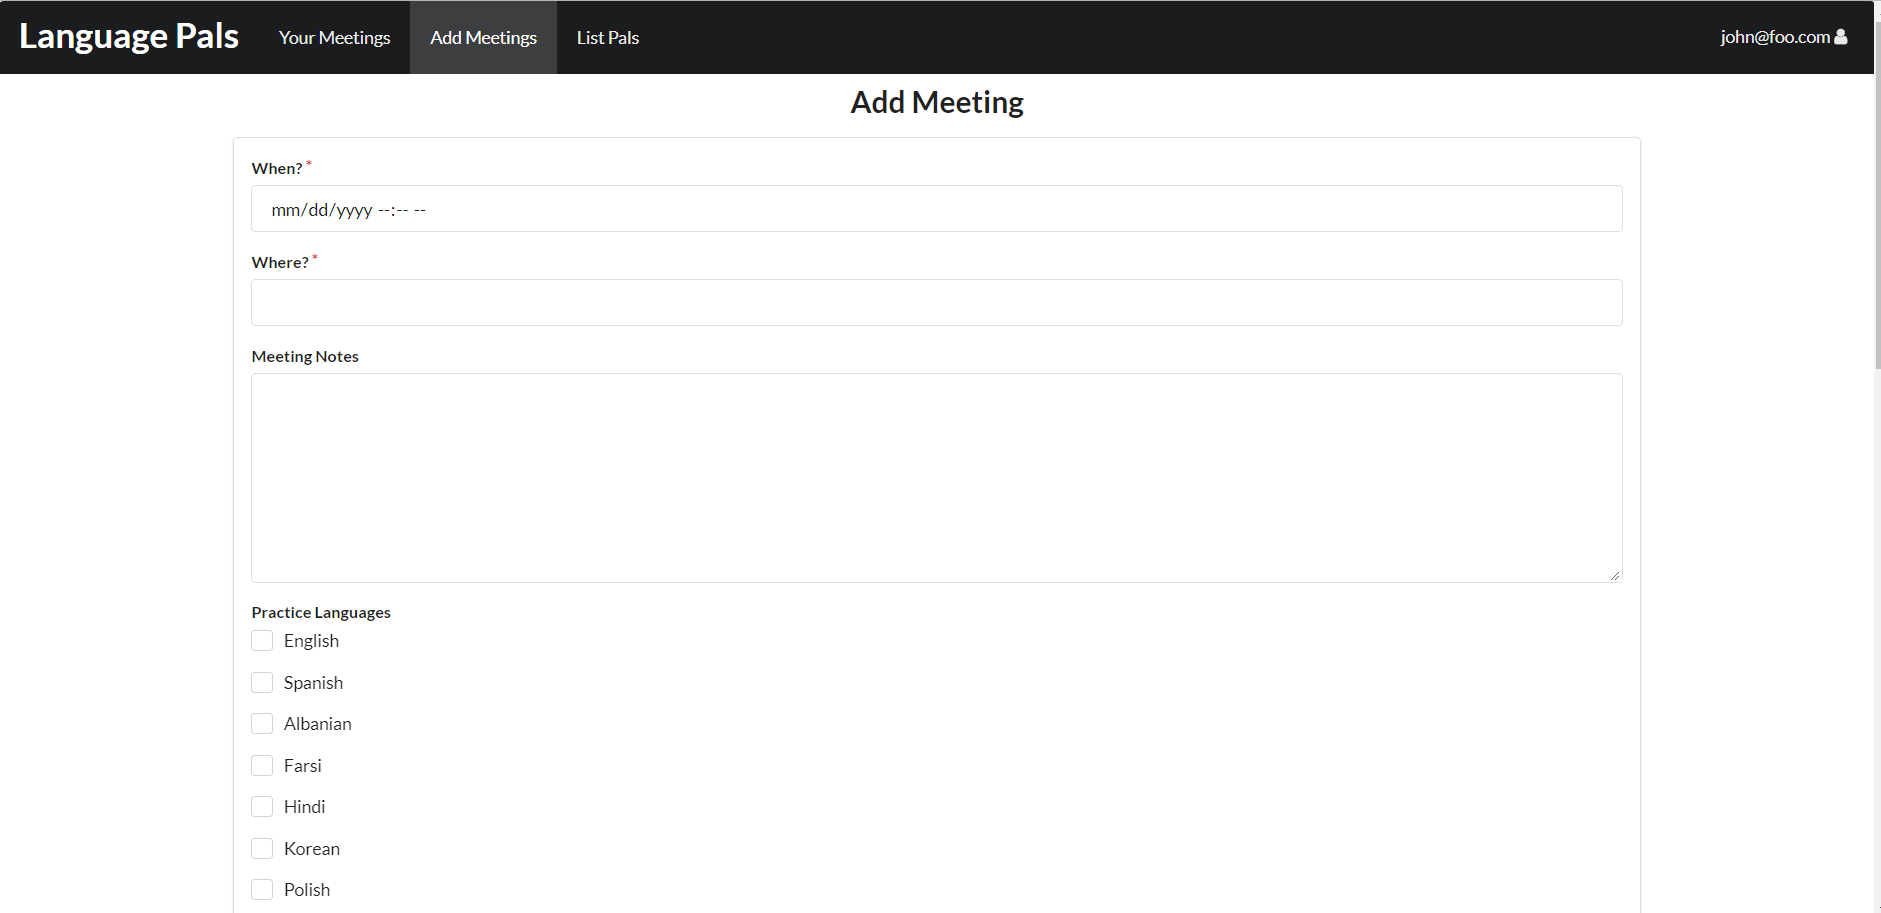 Language Pals Your Meetings Add Meetings List Pals john@foo.com
Add Meeting
When? *
mm/dd/yyyy --:-- --
Where? *
Meeting Notes
Practice Languages
English
Spanish
Albanian
Farsi
Hindi
Korean
Polish